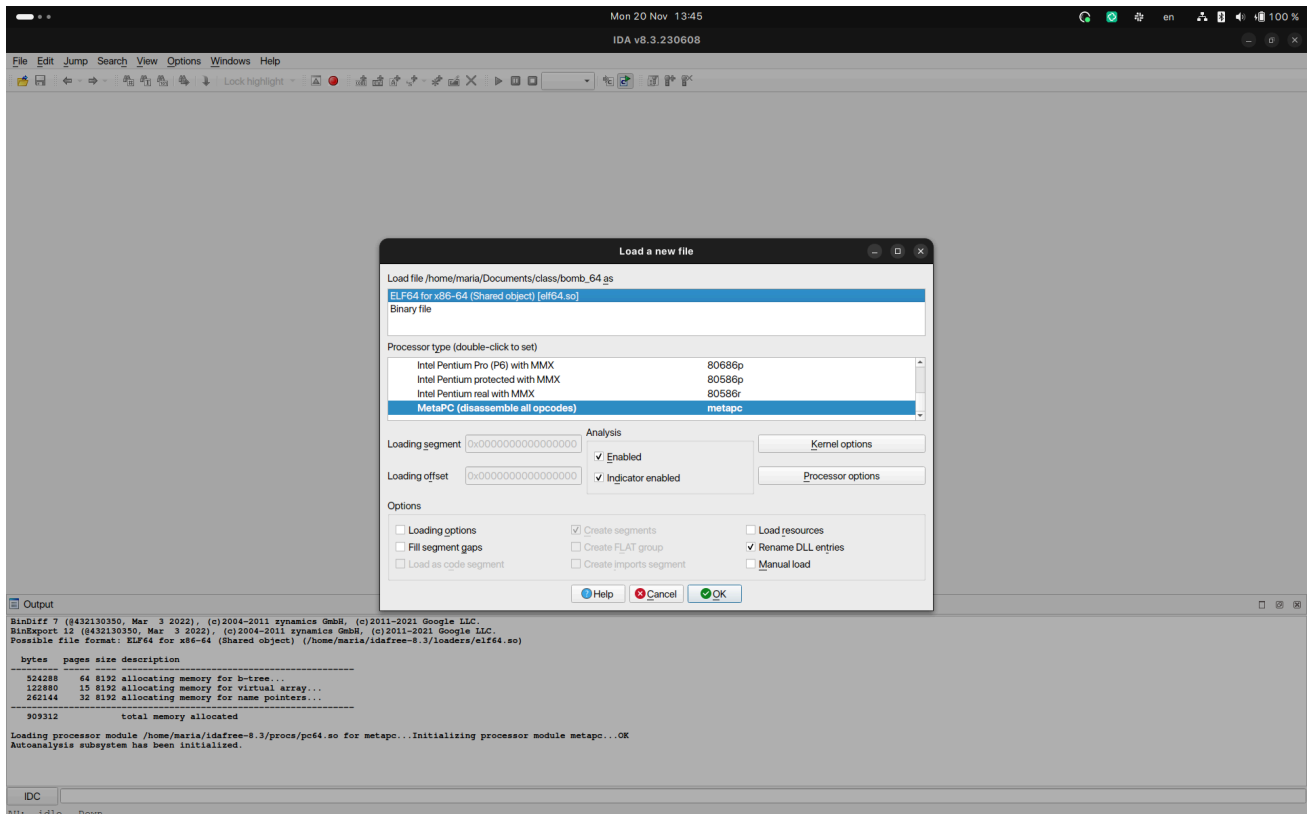 Mon 20 Nov 13:45
en
100 %
IDA v8.3.230608
File Edit Jump Search View Options Windows Help
Lock highlight
Load a new file
Load file /home/maria/Documents/class/bomb_64 as
ELF64 for x86-64 (Shared object) [elf64.so]
Binary file
Processor type (double-click to set)
Intel Pentium Pro (P6) with MMX 80686p
Intel Pentium protected with MMX 80586p
Intel Pentium real with MMX 80586r
MetaPC (disassemble all opcodes) metapc
Analysis
Loading segment 0x0000000000000000 Enabled Kernel options
Loading offset 0x0000000000000000 Indicator enabled Processor options
Options
Loading options Create segments Load resources
Fill segment gaps Create FLAT group Rename DLL entries
Load as code segment Create imports segment Manual load
Help Cancel OK
Output
BinDiff 7 (@432130350, Mar 3 2022), (c)2004-2011 zynamics GmbH, (c)2011-2021 Google LLC.
BinExport 12 (@432130350, Mar 3 2022), (c)2004-2011 zynamics GmbH, (c)2011-2021 Google LLC.
Possible file format: ELF64 for x86-64 (Shared object) (/home/maria/idafree-8.3/loaders/elf64.so)
bytes pages size description
--------- ----- ---- --------------------------------------------
524288 64 8192 allocating memory for b-tree...
122880 15 8192 allocating memory for virtual array...
262144 32 8192 allocating memory for name pointers...
-----------------------------------------------------------------
909312 total memory allocated
Loading processor module /home/maria/idafree-8.3/procs/pc64.so for metapc...Initializing processor module metapc...OK
Autoanalysis subsystem has been initialized.
IDC